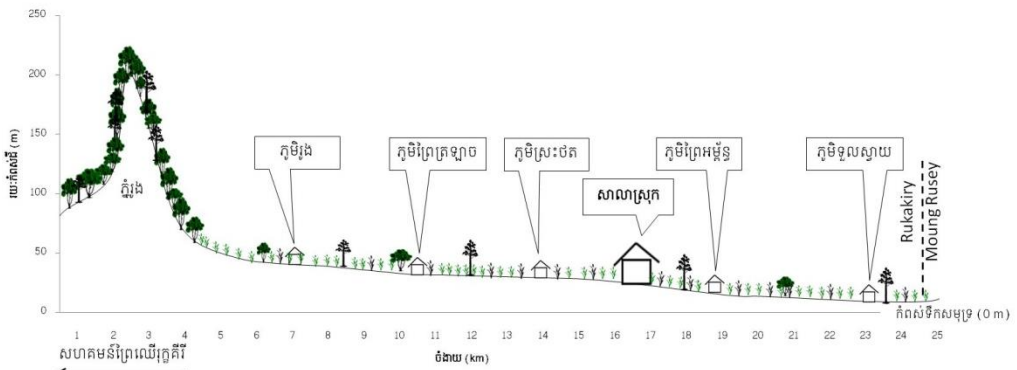 250
200
150
100
50
0
រយៈកំពស់ដី (m)
ភ្នំរូង
ភូមិរូង
ភូមិព្រៃត្រឡាច
ភូមិស្រះថត
សាលាស្រុក
ភូមិព្រៃអម្ព័ន្ធ
ភូមិទួលស្វាយ
Rukakiry
Moung Rusey
កំពស់ទឹកសមុទ្រ (0 m)
1 2 3 4 5 6 7 8 9 10 11 12 13 14 15 16 17 18 19 20 21 22 23 24 25
សហគមន៍ព្រៃឈើរុក្ខគិរី
ចំងាយ (km)